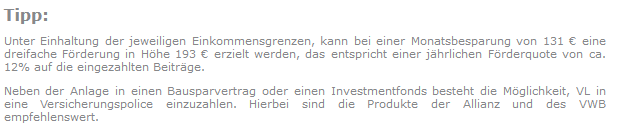 Tipp:
Unter Einhaltung der jeweiligen Einkommensgrenzen, kann bei einer Monatsbesparung von 131 € eine
dreifache Förderung in Höhe 193 € erzielt werden, das entspricht einer jährlichen Förderquote von ca.
12% auf die eingezahlten Beiträge.
Neben der Anlage in einen Bausparvertrag oder einen Investmentfonds besteht die Möglichkeit, VL in
eine Versicherungspolice einzuzahlen. Hierbei sind die Produkte der Allianz und des VWB
empfehlenswert.